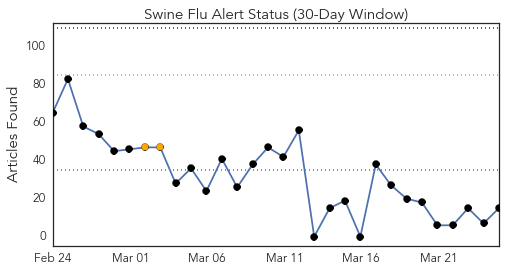 Swine Flu Alert Status (30-Day Window)
Articles Found
100
80
60
40
20
0
Feb 24
Mar 01
Mar 06
Mar 11
Mar 16
Mar 21